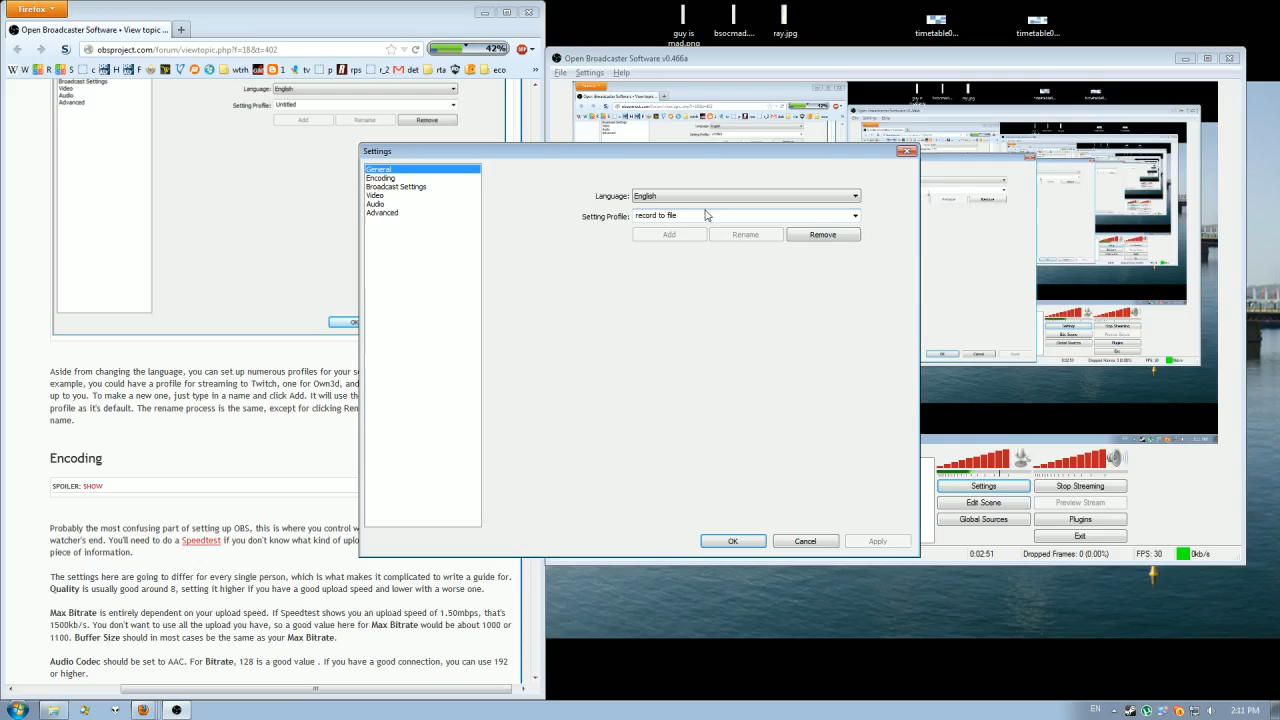 Firefox
Open Broadcaster Software • View topic ...
obsproject.com/forum/viewtopic.php?f=18&t=402
42%
wtrh
tv
rps
r_2
det
rta
eco
Broadcast Settings
Video
Audio
Advanced
Language:
English
Setting Profile:
Untitled
Add
Rename
Remove
OK
Aside from changing the language, you can set up numerous profiles for your s
example, you could have a profile for streaming to Twitch, one for Own3d, and
up to you. To make a new one, just type in a name and click Add. It will use th
profile as it's default. The rename process is the same, except for clicking Ren
name.
Encoding
SPOILER: SHOW
Probably the most confusing part of setting up OBS, this is where you control w
watcher's end. You'll need to do a Speedtest if you don't know what kind of uplo
piece of information.
The settings here are going to differ for every single person, which is what makes it complicated to write a guide for.
Quality is usually good around 8, setting it higher if you have a good upload speed and lower with a worse one.
Max Bitrate is entirely dependent on your upload speed. If Speedtest shows you an upload speed of 1.50mbps, that's
1500kb/s. You don't want to use all the upload you have, so a good value here for Max Bitrate would be about 1000 or
1100. Buffer Size should in most cases be the same as your Max Bitrate.
Audio Codec should be set to AAC. For Bitrate, 128 is a good value . If you have a good connection, you can use 192
or higher.
guy is
mad.png
bsocmad....
ray.jpg
timetable0...
timetable0...
Open Broadcaster Software v0.466a
File
Settings
Help
Settings
General
Encoding
Broadcast Settings
Video
Audio
Advanced
Language:
English
Setting Profile:
record to file
Add
Rename
Remove
OK
Cancel
Apply
Settings
Stop Streaming
Edit Scene
Preview Stream
Global Sources
Plugins
Exit
0:02:51
Dropped Frames: 0 (0.00%)
FPS: 30
0kb/s
EN
2:11 PM